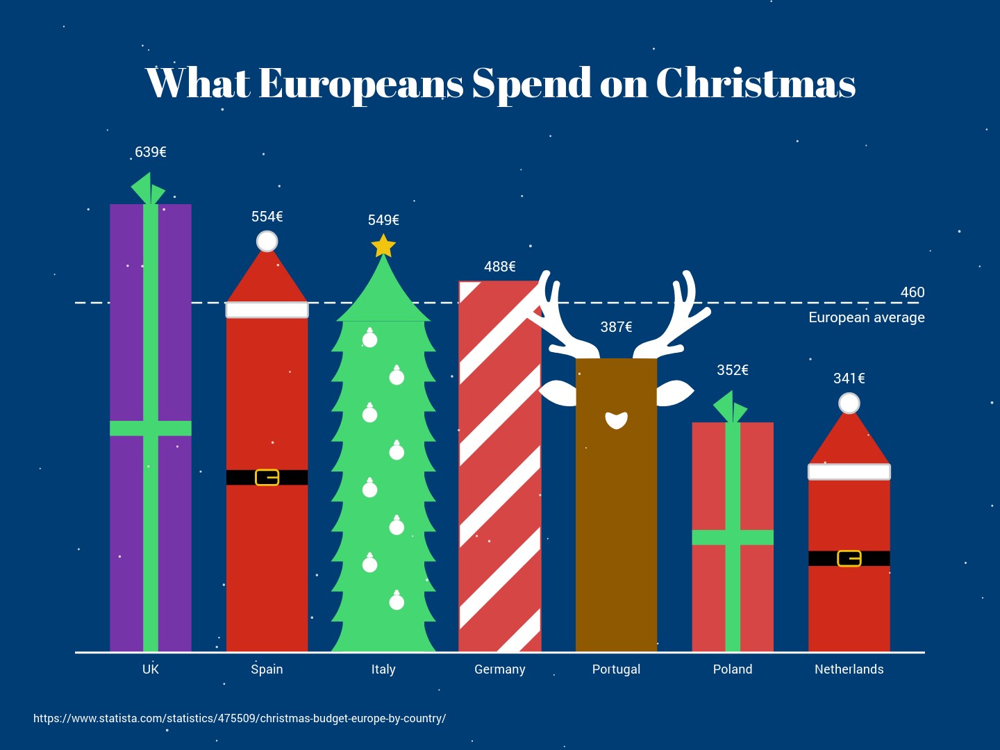 What Europeans Spend on Christmas
639€
554€
549€
488€
387€
352€
341€
460
European average
UK
Spain
Italy
Germany
Portugal
Poland
Netherlands
https://www.statista.com/statistics/475509/christmas-budget-europe-by-country/